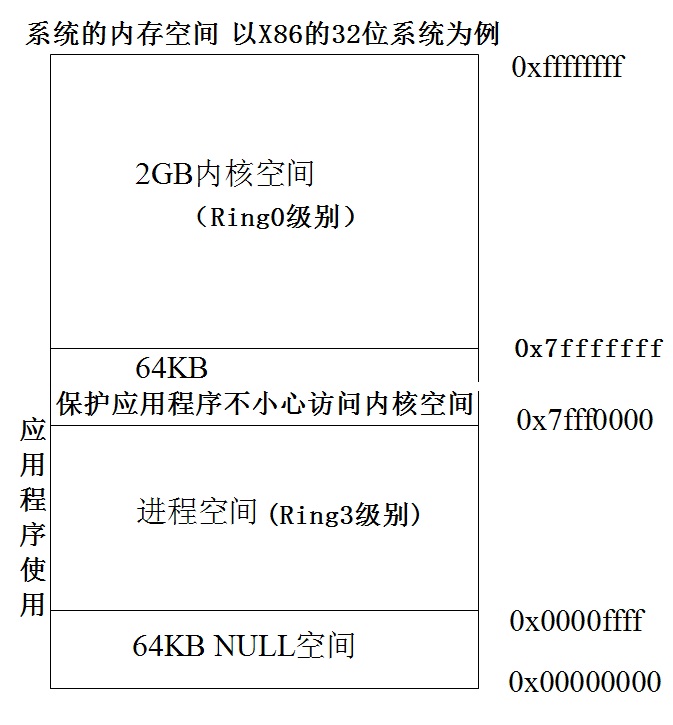 系统的内存空间 以X86的32位系统为例
0xffffffff
2GB内核空间
（Ring0级别）
0x7fffffff
64KB
保护应用程序不小心访问内核空间
0x7fff0000
应用程序使用
进程空间(Ring3级别)
0x0000ffff
64KB NULL空间
0x00000000